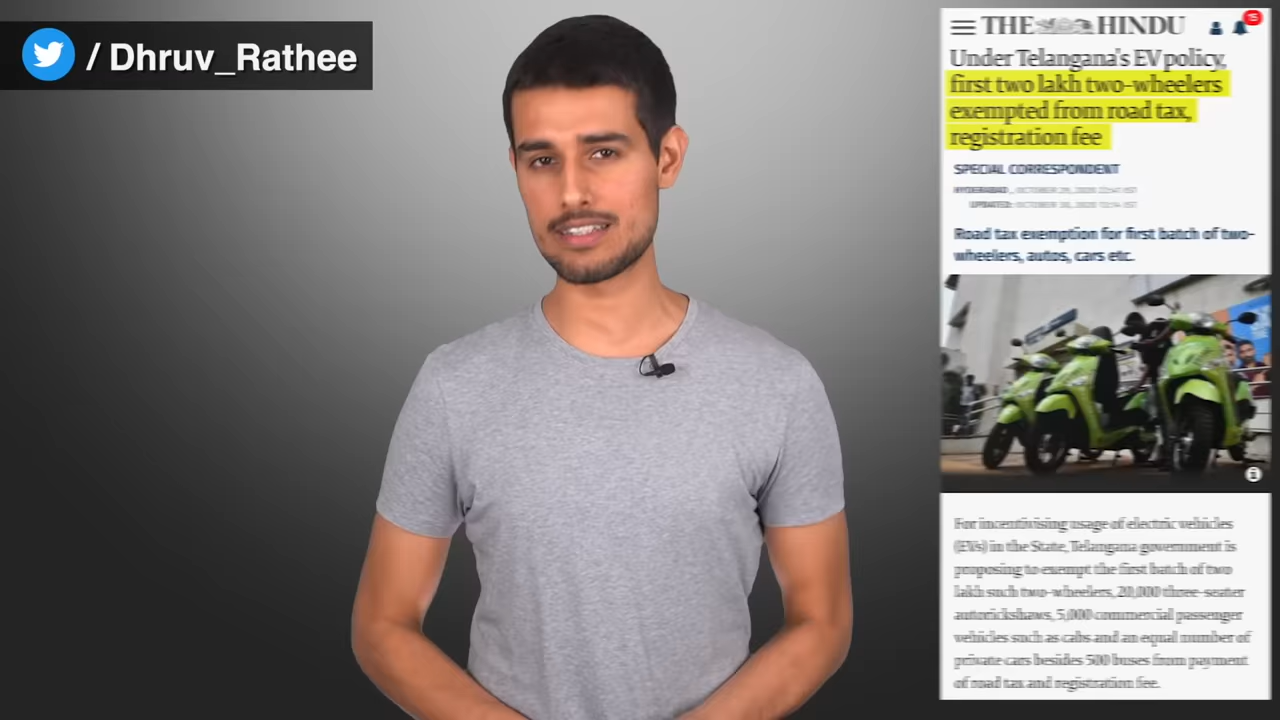 / Dhruv_Rathee
THE HINDU
15
Under Telangana's EV policy,
first two lakh two-wheelers
exempted from road tax,
registration fee
SPECIAL CORRESPONDENT
HYDERABAD,
UPDATED:
Road tax exemption for first batch of two-
wheelers, autos, cars etc.
For incentivising usage of electric vehicles
(EVs) in the State, Telangana government is
proposing to exempt the first batch of two
lakh such two-wheelers, 20,000 three-seater
autorickshaws, 5,000 commercial passenger
vehicles such as cabs and an equal number of
private cars besides 500 buses from payment
of road tax and registration fee.